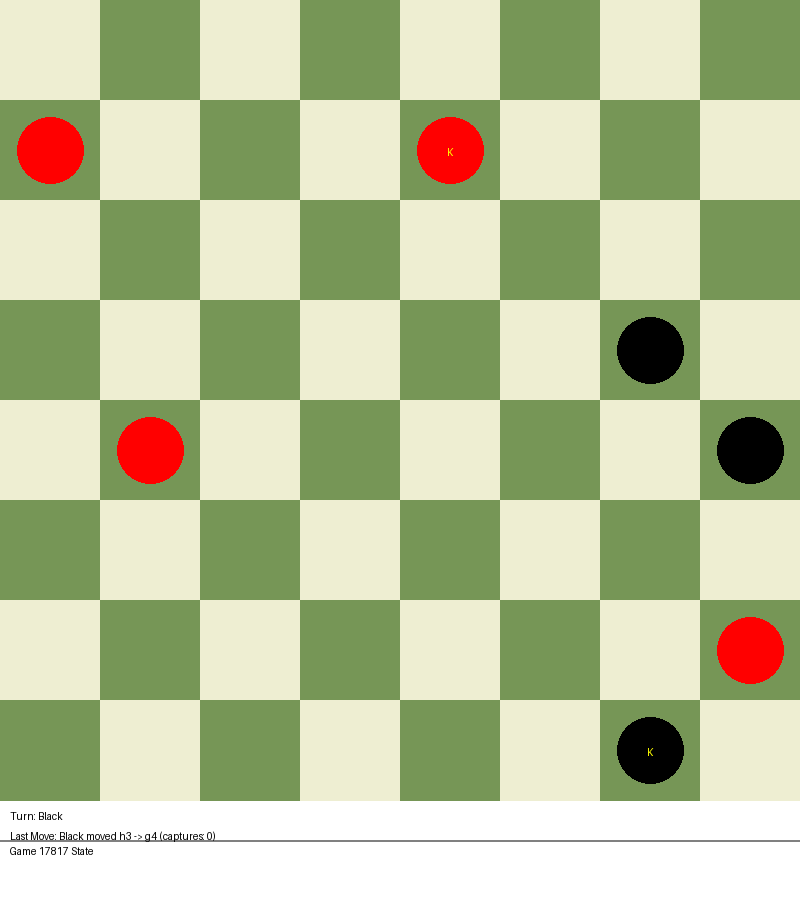 K
K
Turn: Black
Last Move: Black moved h3 -> g4 (captures: 0)
Game 17817 State